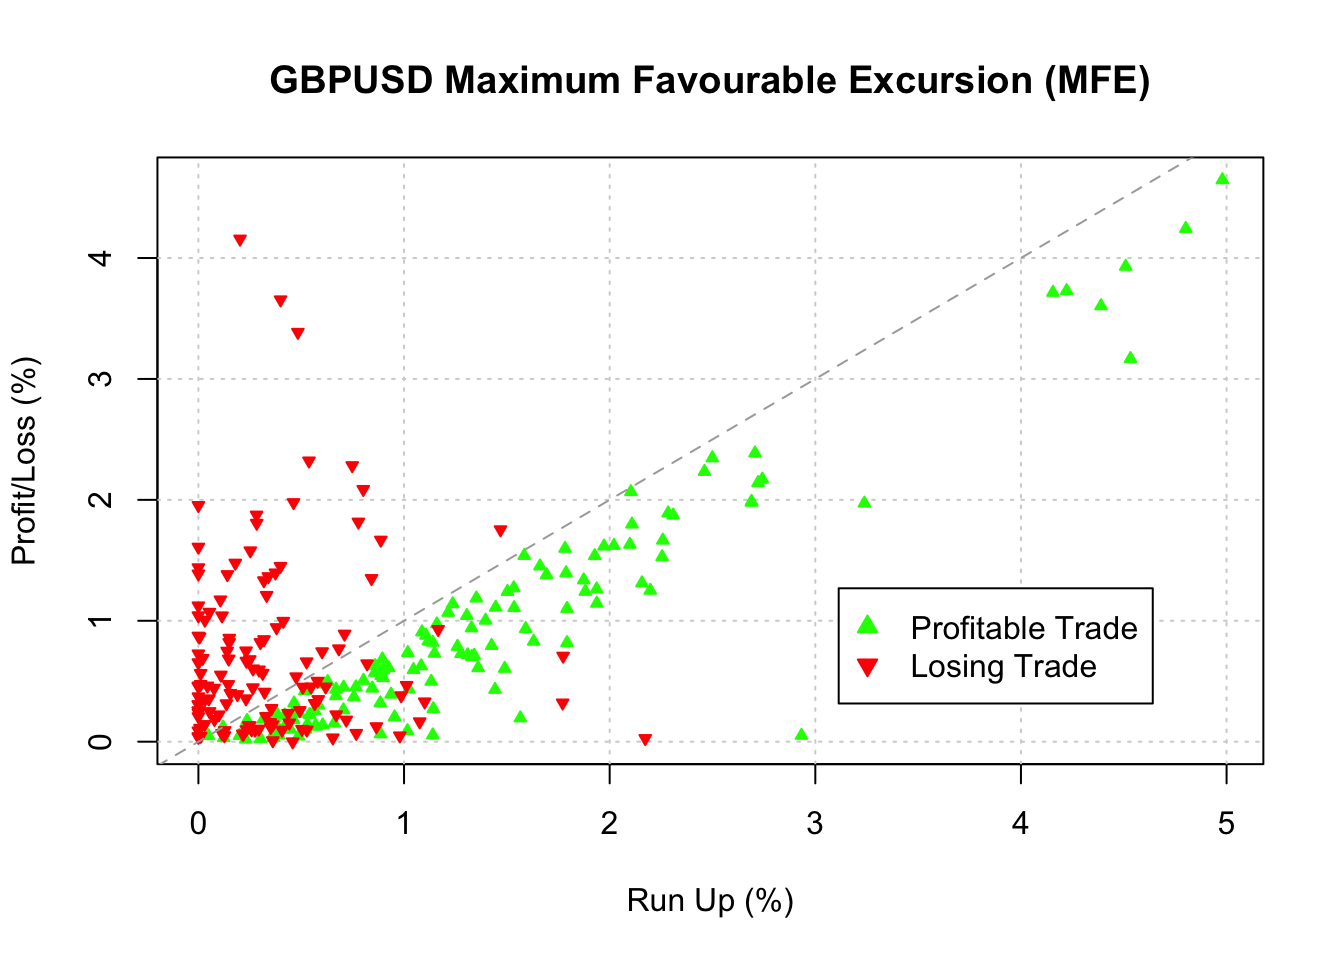 GBPUSD Maximum Favourable Excursion (MFE)
Profit/Loss (%)
4
3
2
1
0
Profitable Trade
Losing Trade
0 1 2 3 4 5
Run Up (%)